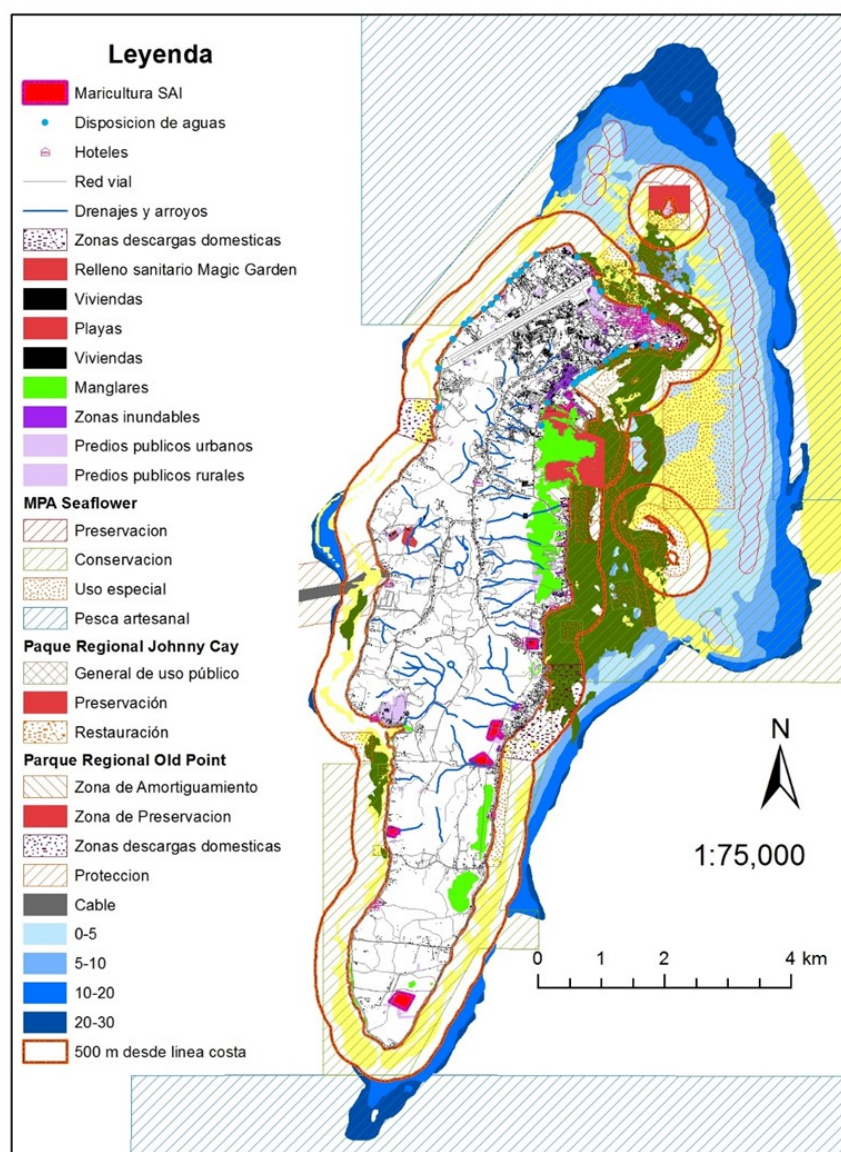 Leyenda
Maricultura SAI
Disposicion de aguas
Hoteles
Red vial
Drenajes y arroyos
Zonas descargas domesticas
Relleno sanitario Magic Garden
Viviendas
Playas
Viviendas
Manglares
Zonas inundables
Predios publicos urbanos
Predios publicos rurales
MPA Seaflower
Preservacion
Conservacion
Uso especial
Pesca artesanal
Paque Regional Johnny Cay
General de uso público
Preservación
Restauración
Parque Regional Old Point
Zona de Amortiguamiento
Zona de Preservacion
Zonas descargas domesticas
Proteccion
Cable
0-5
5-10
10-20
20-30
500 m desde linea costa
N
1:75,000
0 1 2 4 km